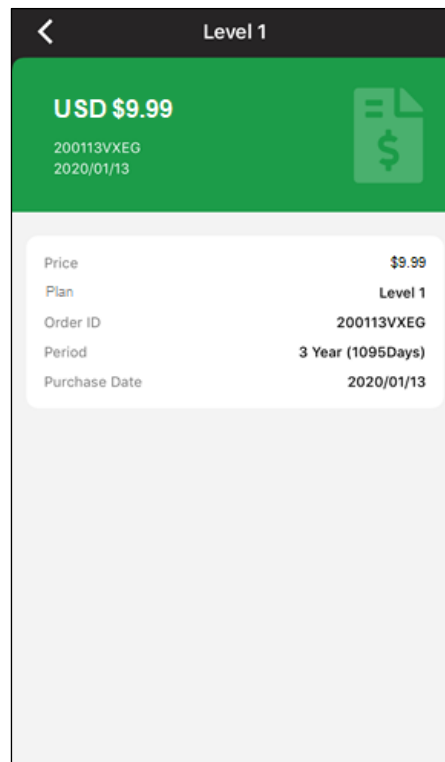 Level 1
USD $9.99
200113VXEG
2020/01/13
$
Price $9.99
Plan Level 1
Order ID 200113VXEG
Period 3 Year (1095Days)
Purchase Date 2020/01/13